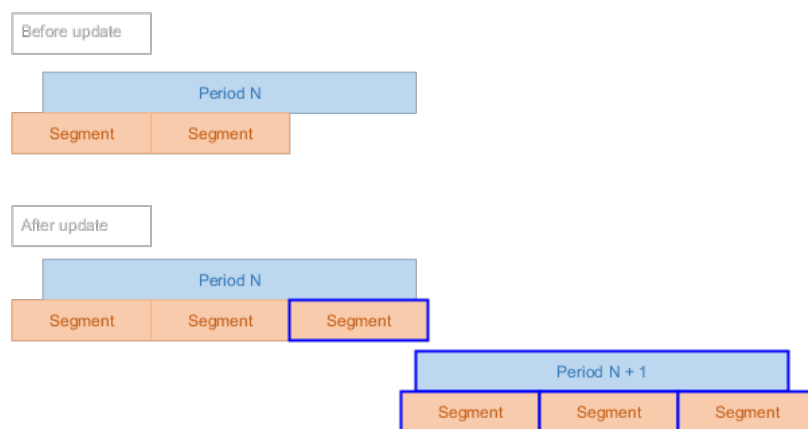 Before update
Period N
Segment Segment
After update
Period N
Segment Segment Segment
Period N + 1
Segment Segment Segment